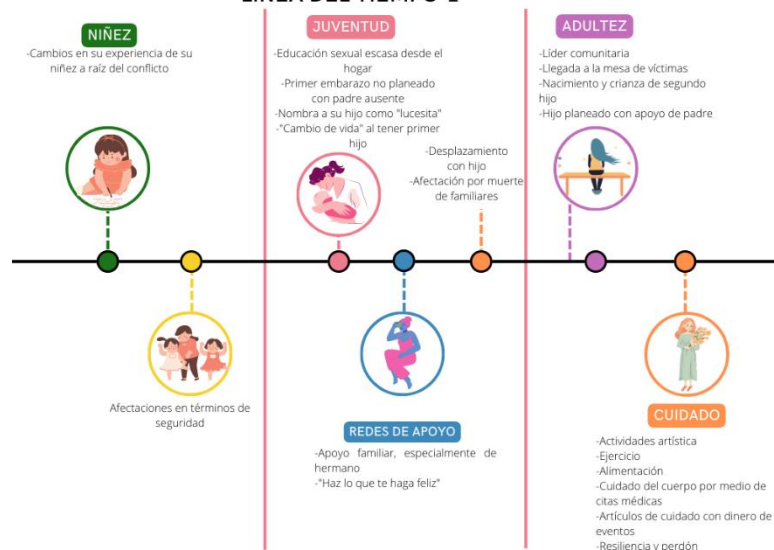 LÍNEA DEL TIEMPO 1
NIÑEZ
-Cambios en su experiencia de su
niñez a raíz del conflicto
Afectaciones en términos de
seguridad
JUVENTUD
-Educación sexual escasa desde el
hogar
-Primer embarazo no planeado
con padre ausente
-Nombra a su hijo como "lucesita"
-"Cambio de vida" al tener primer
hijo
-Desplazamiento
con hijo
-Afectación por muerte
de familiares
REDES DE APOYO
-Apoyo familiar, especialmente de
hermano
-"Haz lo que te haga feliz"
ADULTEZ
-Líder comunitaria
-Llegada a la mesa de víctimas
-Nacimiento y crianza de segundo
hijo
-Hijo planeado con apoyo de padre
CUIDADO
-Actividades artística
-Ejercicio
-Alimentación
-Cuidado del cuerpo por medio de
citas médicas
-Artículos de cuidado con dinero de
eventos
-Resiliencia y perdón